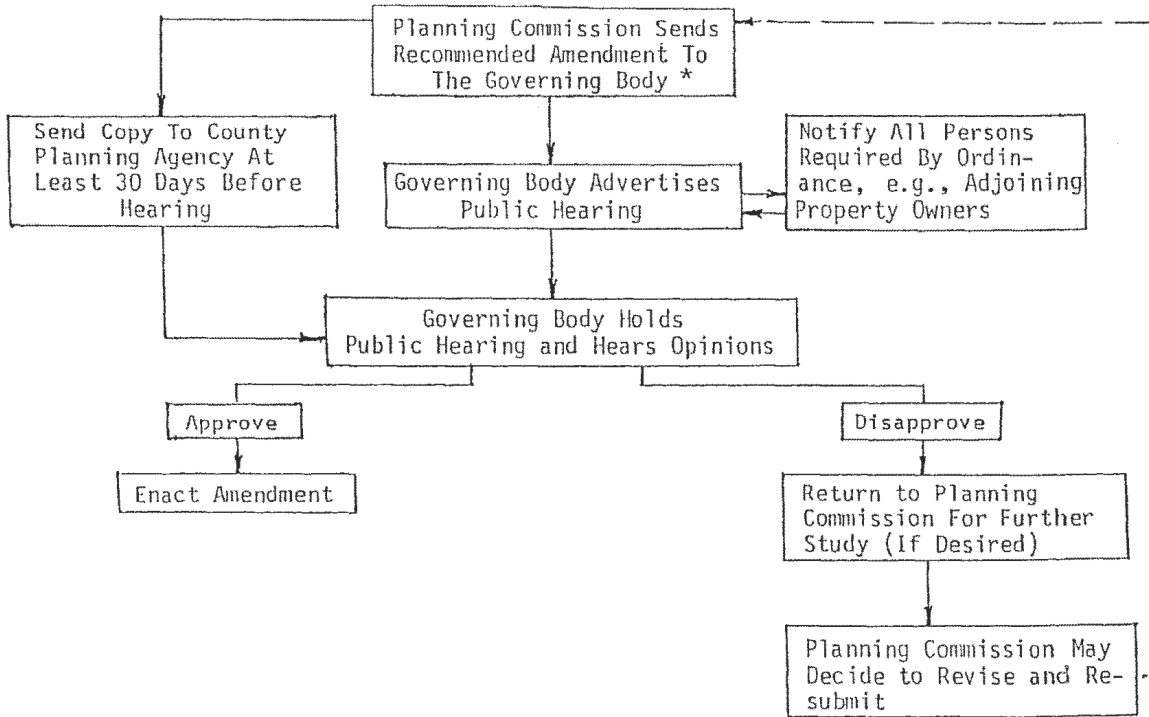 Planning Commission Sends
Recommended Amendment To
The Governing Body *
Send Copy To County
Planning Agency At
Least 30 Days Before
Hearing
Governing Body Advertises
Public Hearing
Notify All Persons
Required By Ordin-
ance, e.g., Adjoining
Property Owners
Governing Body Holds
Public Hearing and Hears Opinions
Approve
Disapprove
Enact Amendment
Return to Planning
Commission For Further
Study (If Desired)
Planning Commission May
Decide to Revise and Re-
submit